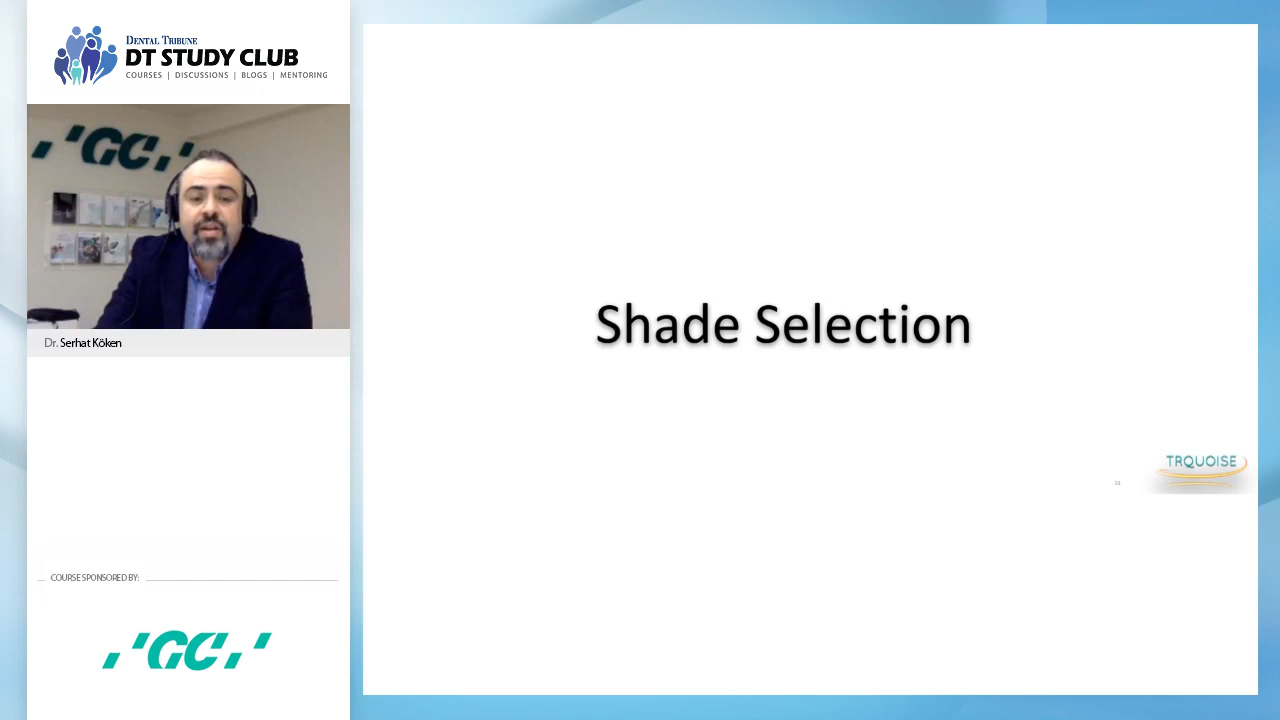 DENTAL TRIBUNE
DT STUDY CLUB
COURSES | DISCUSSIONS | BLOGS | MENTORING
GC
Dr. Serhat Köken
Shade Selection
TRQUOISE
COURSE SPONSORED BY:
GC